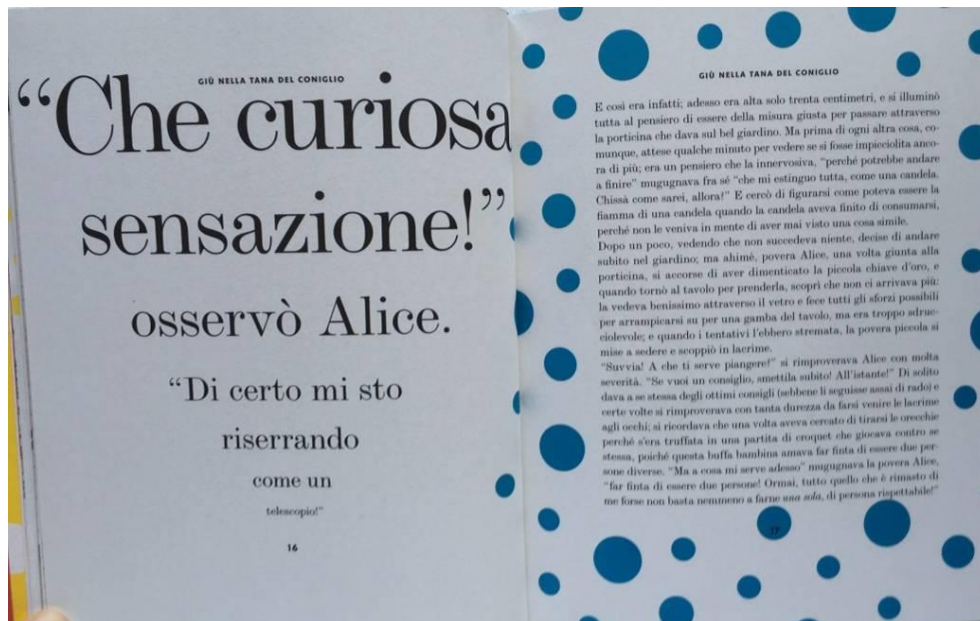 GIÙ NELLA TANA DEL CONIGLIO
“Che curiosa
sensazione!”
osservò Alice.
“Di certo mi sto
riserrando
come un
telescopio!”
16
GIÙ NELLA TANA DEL CONIGLIO
E così era infatti; adesso era alta solo trenta centimetri, e si illuminò
tutta al pensiero di essere della misura giusta per passare attraverso
la porticina che dava sul bel giardino. Ma prima di ogni altra cosa, co-
munque, attese qualche minuto per vedere se si fosse impicciolita anco-
ra di più; era un pensiero che la innervosiva, “perché potrebbe andare
a finire” mugugnava fra sé “che mi estinguo tutta, come una candela.
Chissà come sarei, allora!” E cercò di figurarsi come poteva essere la
fiamma di una candela quando la candela aveva finito di consumarsi,
perché non le veniva in mente di aver mai visto una cosa simile.
Dopo un poco, vedendo che non succedeva niente, decise di andare
subito nel giardino; ma ahimè, povera Alice, una volta giunta alla
porticina, si accorse di aver dimenticato la piccola chiave d’oro, e
quando tornò al tavolo per prenderla, scoprì che non ci arrivava più:
la vedeva benissimo attraverso il vetro e fece tutti gli sforzi possibili
per arrampicarsi su per una gamba del tavolo, ma era troppo sdruc-
ciolevole; e quando i tentativi l’ebbero stremata, la povera piccola si
mise a sedere e scoppiò in lacrime.
“Suvvia! A che ti serve piangere?” si rimproverava Alice con molta
severità. “Se vuoi un consiglio, smettila subito! All’istante!” Di solito
dava a se stessa degli ottimi consigli (sebbene li seguisse assai di rado) e
certe volte si rimproverava con tanta durezza da farsi venire le lacrime
agli occhi; si ricordava che una volta aveva cercato di tirarsi le orecchie
perché s’era truffata in una partita di croquet che giocava contro se
stessa, poiché questa buffa bambina amava far finta di essere due per-
sone diverse. “Ma a cosa mi serve adesso” mugugnava la povera Alice,
“far finta di essere due persone! Ormai, tutto quello che è rimasto di
me forse non basta nemmeno a farne una sola, di persona rispettabile!”
17